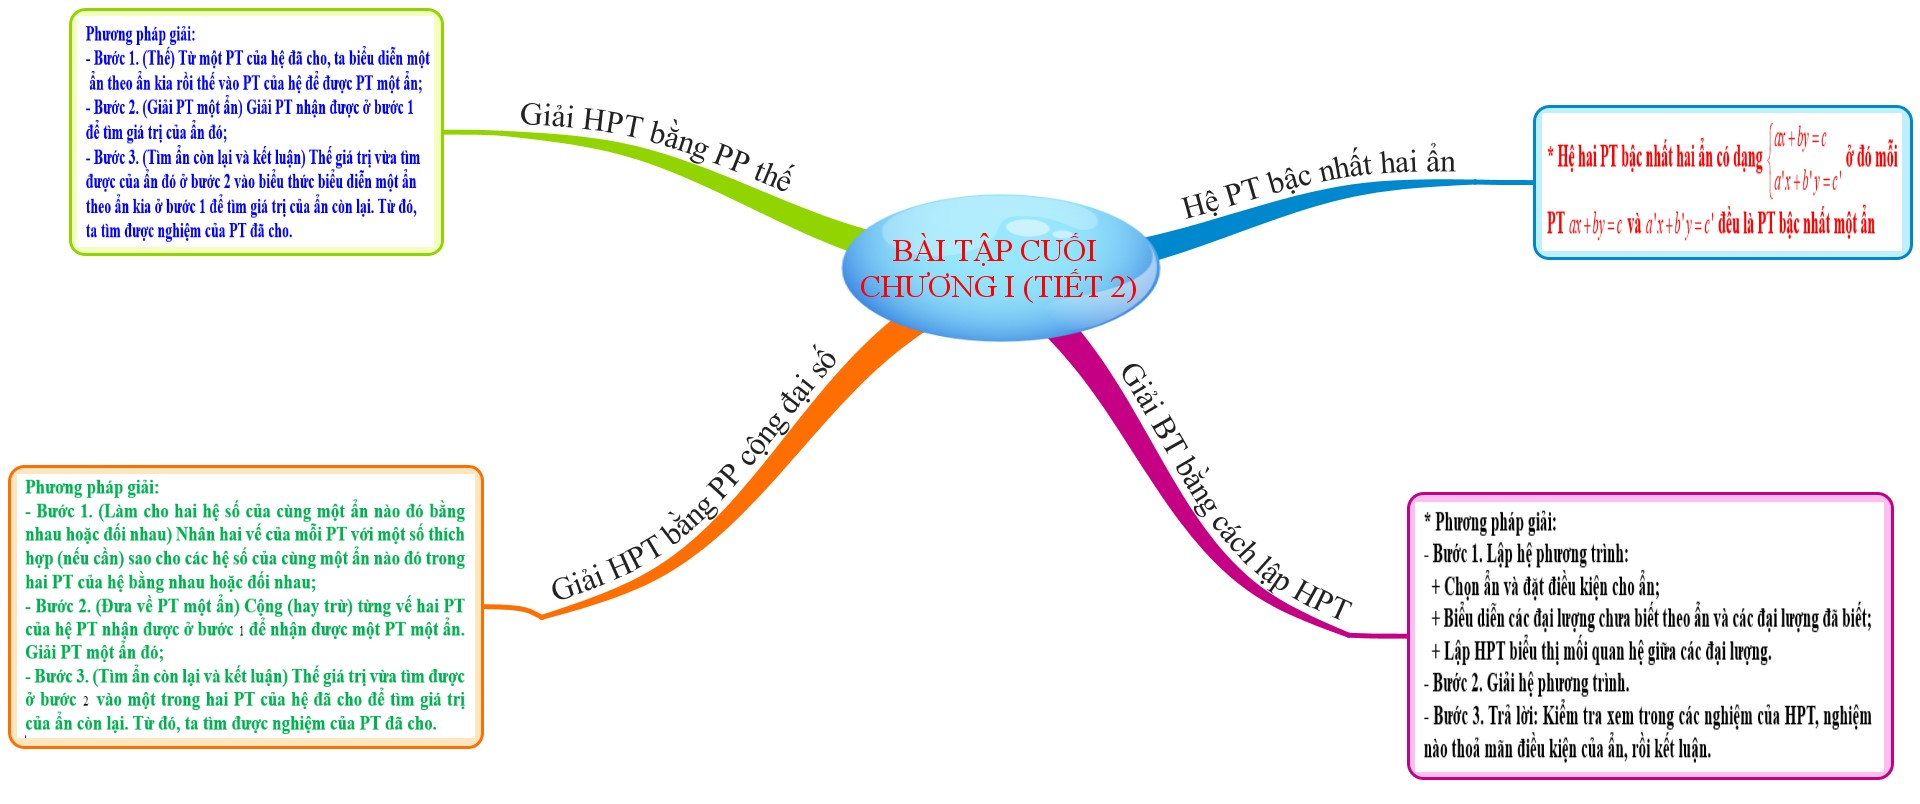 BÀI TẬP CUỐI
CHƯƠNG I (TIẾT 2)
Giải HPT bằng PP thế
Phương pháp giải:
- Bước 1. (Thế) Từ một PT của hệ đã cho, ta biểu diễn một
ẩn theo ẩn kia rồi thế vào PT của hệ để được PT một ẩn;
- Bước 2. (Giải PT một ẩn) Giải PT nhận được ở bước 1
để tìm giá trị của ẩn đó;
- Bước 3. (Tìm ẩn còn lại và kết luận) Thế giá trị vừa tìm
được của ẩn đó ở bước 2 vào biểu thức biểu diễn một ẩn
theo ẩn kia ở bước 1 để tìm giá trị của ẩn còn lại. Từ đó,
ta tìm được nghiệm của PT đã cho.
Hệ PT bậc nhất hai ẩn
* Hệ hai PT bậc nhất hai ẩn có dạng { ax+by=c ở đó mỗi
a'x+b'y=c'
PT ax+by=c và a'x+b'y=c' đều là PT bậc nhất một ẩn
Giải HPT bằng PP cộng đại số
Phương pháp giải:
- Bước 1. (Làm cho hai hệ số của cùng một ẩn nào đó bằng
nhau hoặc đối nhau) Nhân hai vế của mỗi PT với một số thích
hợp (nếu cần) sao cho các hệ số của cùng một ẩn nào đó trong
hai PT của hệ bằng nhau hoặc đối nhau;
- Bước 2. (Đưa về PT một ẩn) Cộng (hay trừ) từng vế hai PT
của hệ PT nhận được ở bước 1 để nhận được một PT một ẩn.
Giải PT một ẩn đó;
- Bước 3. (Tìm ẩn còn lại và kết luận) Thế giá trị vừa tìm được
ở bước 2 vào một trong hai PT của hệ đã cho để tìm giá trị
của ẩn còn lại. Từ đó, ta tìm được nghiệm của PT đã cho.
Giải BT bằng cách lập HPT
* Phương pháp giải:
- Bước 1. Lập hệ phương trình:
+ Chọn ẩn và đặt điều kiện cho ẩn;
+ Biểu diễn các đại lượng chưa biết theo ẩn và các đại lượng đã biết;
+ Lập HPT biểu thị mối quan hệ giữa các đại lượng.
- Bước 2. Giải hệ phương trình.
- Bước 3. Trả lời: Kiểm tra xem trong các nghiệm của HPT, nghiệm
nào thoả mãn điều kiện của ẩn, rồi kết luận.